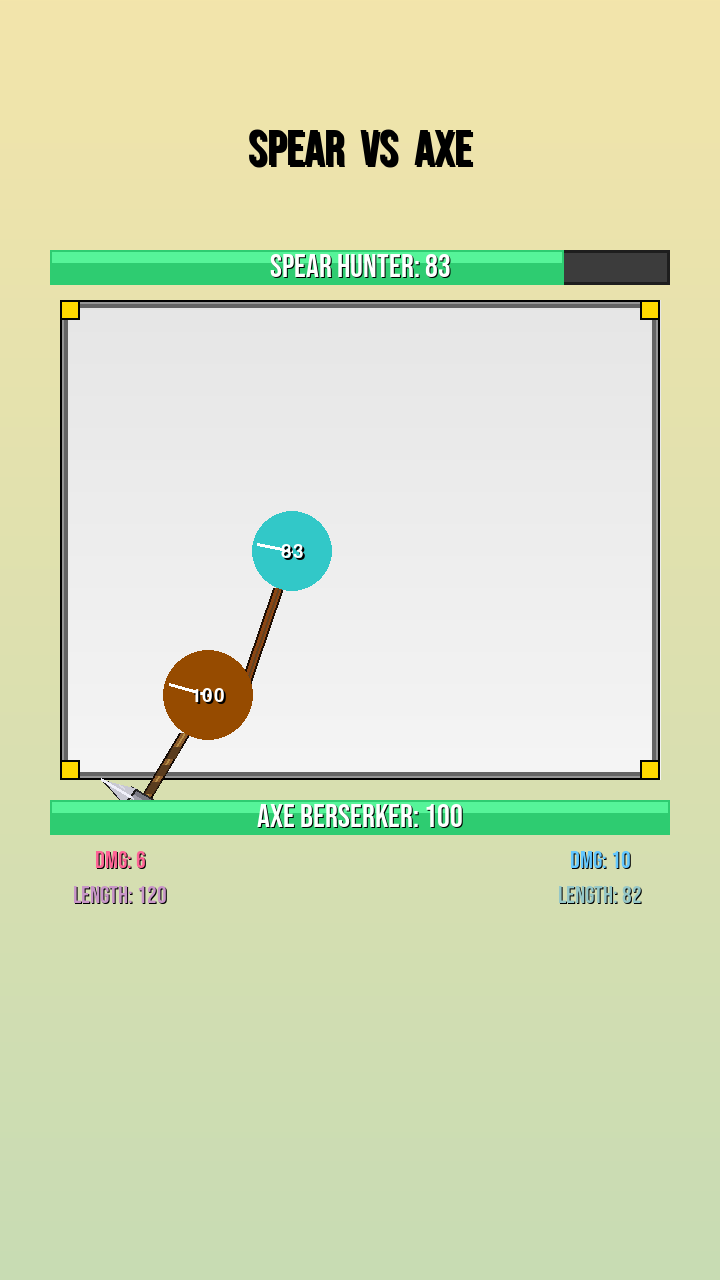 SPEAR VS AXE
SPEAR HUNTER: 83
83
100
AXE BERSERKER: 100
DMG: 6
DMG: 10
LENGTH: 120
LENGTH: 82